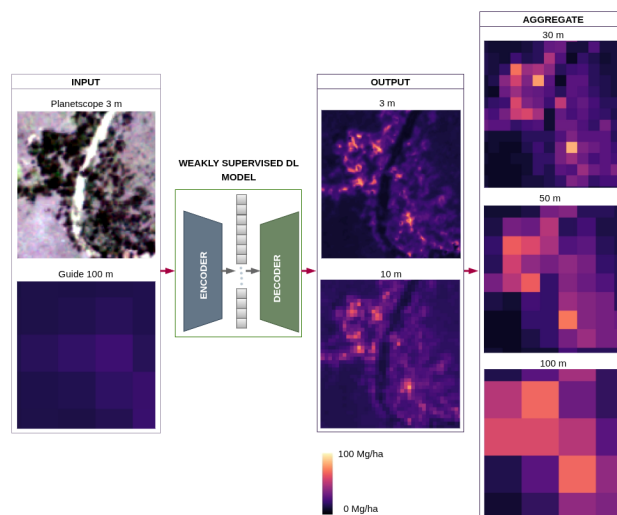 INPUT
Planetscope 3 m
Guide 100 m
WEAKLY SUPERVISED DL
MODEL
ENCODER
DECODER
OUTPUT
3 m
10 m
100 Mg/ha
0 Mg/ha
AGGREGATE
30 m
50 m
100 m